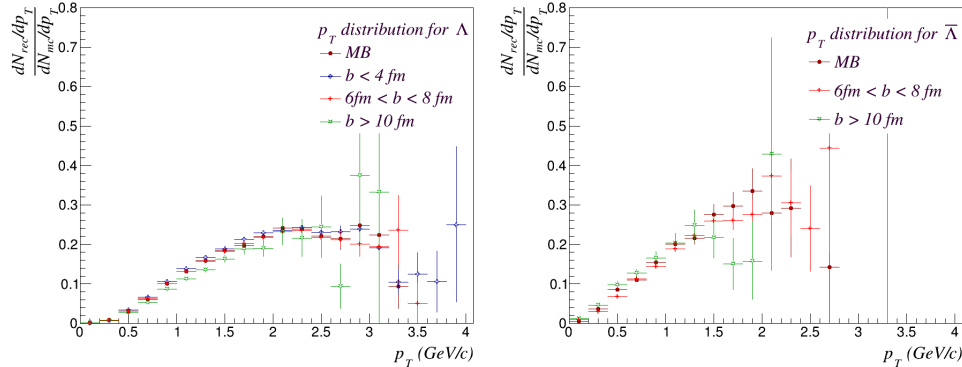 dN_rec/dp_T
dN_mc/dp_T
0.8
0.7
0.6
0.5
0.4
0.3
0.2
0.1
0
p_T distribution for Λ
MB
b < 4 fm
6fm < b < 8 fm
b > 10 fm
0 0.5 1 1.5 2 2.5 3 3.5 4
p_T (GeV/c)
dN_rec/dp_T
dN_mc/dp_T
0.8
0.7
0.6
0.5
0.4
0.3
0.2
0.1
0
p_T distribution for Λ̅
MB
6fm < b < 8 fm
b > 10 fm
0 0.5 1 1.5 2 2.5 3 3.5 4
p_T (GeV/c)